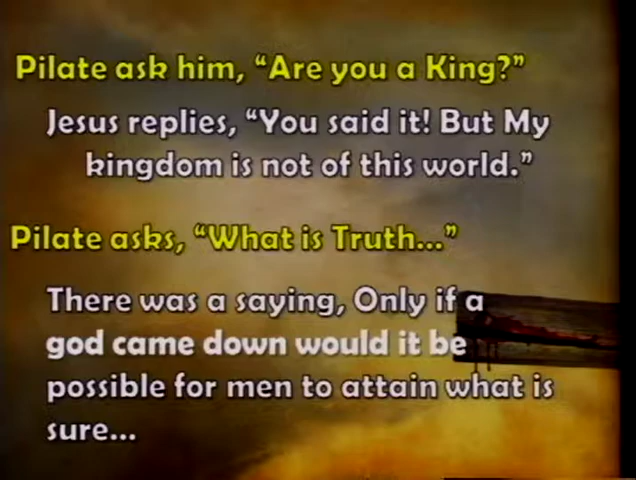 Pilate ask him, “Are you a King?”
Jesus replies, “You said it! But My
kingdom is not of this world.”
Pilate asks, “What is Truth...”
There was a saying, Only if a
god came down would it be
possible for men to attain what is
sure...